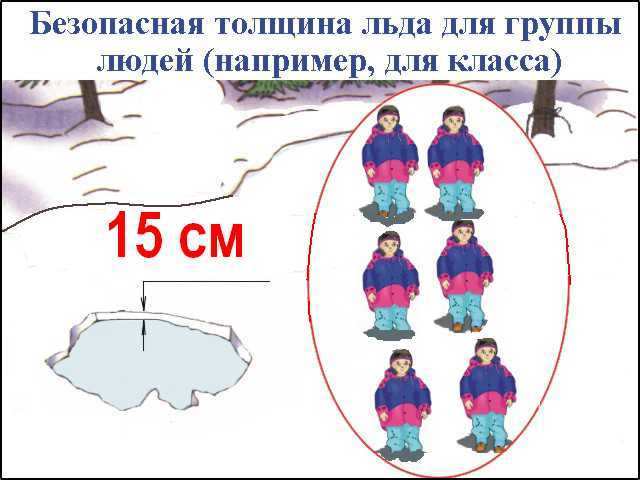 Безопасная толщина льда для группы
людей (например, для класса)
15 см